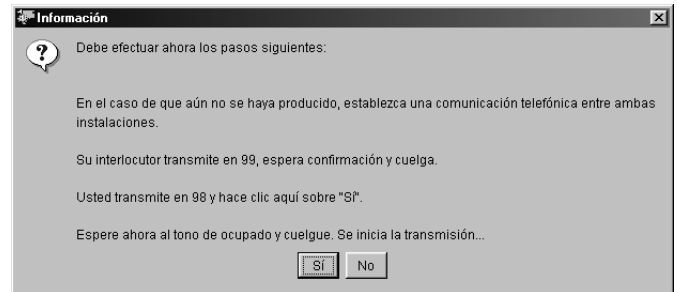 Información
Debe efectuar ahora los pasos siguientes:
En el caso de que aún no se haya producido, establezca una comunicación telefónica entre ambas
instalaciones.
Su interlocutor transmite en 99, espera confirmación y cuelga.
Usted transmite en 98 y hace clic aquí sobre "Sí".
Espere ahora al tono de ocupado y cuelgue. Se inicia la transmisión...
Sí No